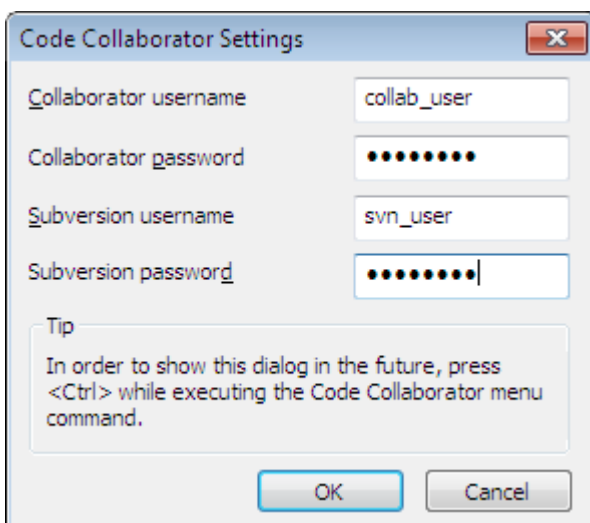 Code Collaborator Settings
Collaborator username collab_user
Collaborator password ●●●●●●●●
Subversion username svn_user
Subversion password ●●●●●●●●
Tip
In order to show this dialog in the future, press
<Ctrl> while executing the Code Collaborator menu
command.
OK Cancel